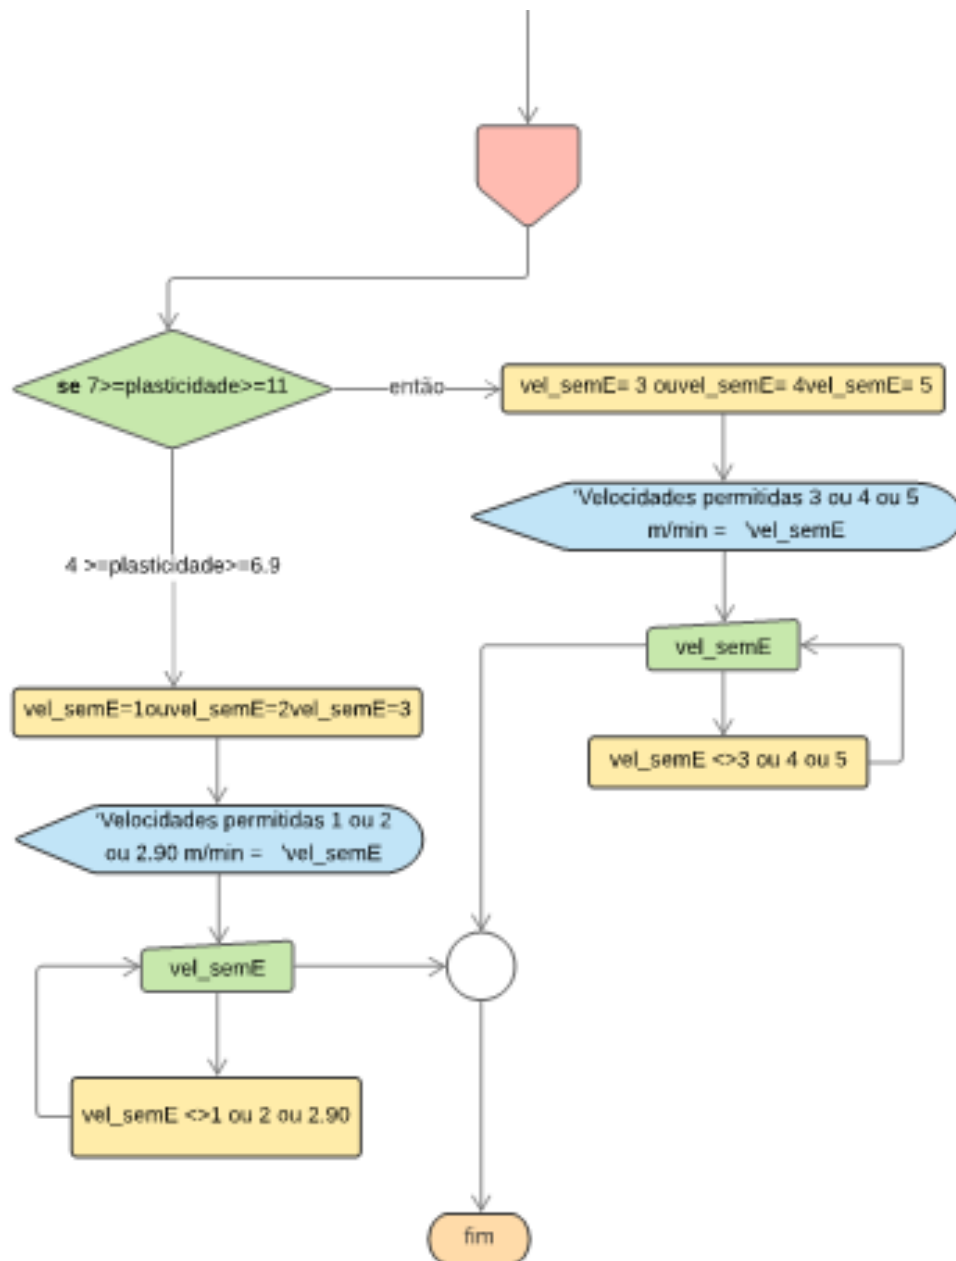 se 7>=plasticidade>=11
então
vel_semE= 3 ouvel_semE= 4vel_semE= 5
'Velocidades permitidas 3 ou 4 ou 5
m/min = 'vel_semE
4 >=plasticidade>=6.9
vel_semE
vel_semE <>3 ou 4 ou 5
vel_semE=1ouvel_semE=2vel_semE=3
'Velocidades permitidas 1 ou 2
ou 2.90 m/min = 'vel_semE
vel_semE
vel_semE <>1 ou 2 ou 2.90
fim